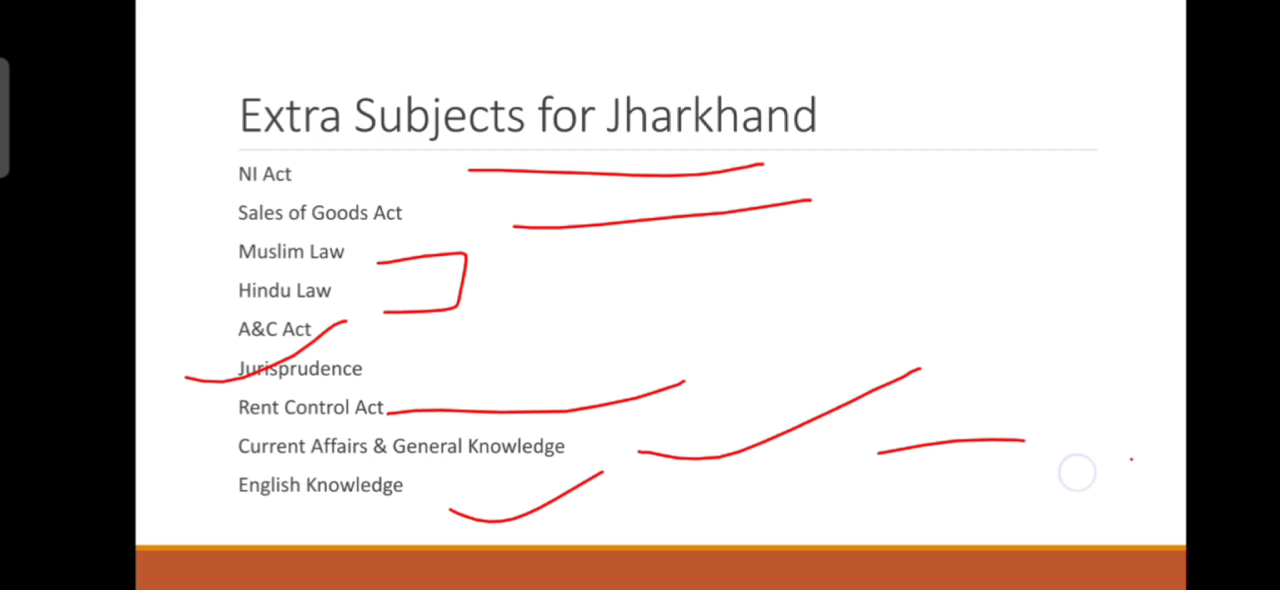 Extra Subjects for Jharkhand
NI Act
Sales of Goods Act
Muslim Law
Hindu Law
A&C Act
Jurisprudence
Rent Control Act
Current Affairs & General Knowledge
English Knowledge